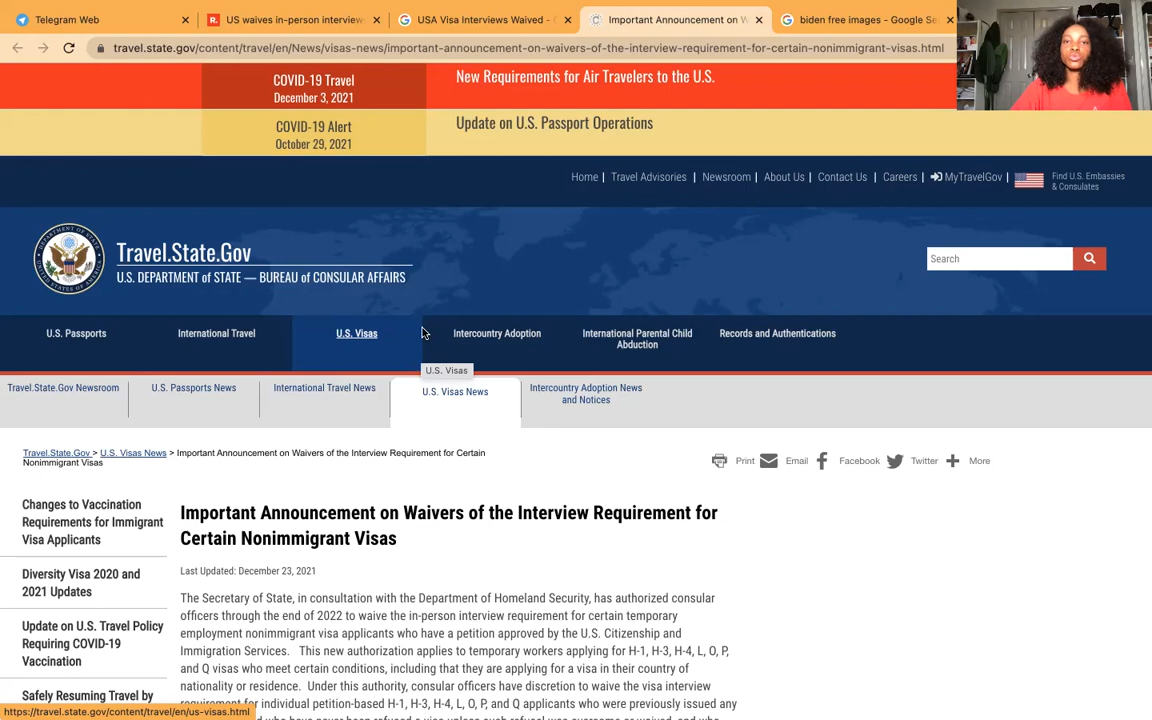 Telegram Web
US waives in-person interview
USA Visa Interviews Waived -
Important Announcement on W
biden free images - Google Se
travel.state.gov/content/travel/en/News/visas-news/important-announcement-on-waivers-of-the-interview-requirement-for-certain-nonimmigrant-visas.html
COVID-19 Travel
December 3, 2021
New Requirements for Air Travelers to the U.S.
COVID-19 Alert
October 29, 2021
Update on U.S. Passport Operations
Home | Travel Advisories | Newsroom | About Us | Contact Us | Careers | MyTravelGov |
Find U.S. Embassies
& Consulates
Travel.State.Gov
U.S. DEPARTMENT of STATE — BUREAU of CONSULAR AFFAIRS
Search
U.S. Passports
International Travel
U.S. Visas
Intercountry Adoption
International Parental Child
Abduction
Records and Authentications
U.S. Visas
Travel.State.Gov Newsroom
U.S. Passports News
International Travel News
U.S. Visas News
Intercountry Adoption News
and Notices
Travel.State.Gov > U.S. Visas News > Important Announcement on Waivers of the Interview Requirement for Certain
Nonimmigrant Visas
Print Email Facebook Twitter More
Changes to Vaccination
Requirements for Immigrant
Visa Applicants
Diversity Visa 2020 and
2021 Updates
Update on U.S. Travel Policy
Requiring COVID-19
Vaccination
Safely Resuming Travel by
Important Announcement on Waivers of the Interview Requirement for
Certain Nonimmigrant Visas
Last Updated: December 23, 2021
The Secretary of State, in consultation with the Department of Homeland Security, has authorized consular
officers through the end of 2022 to waive the in-person interview requirement for certain temporary
employment nonimmigrant visa applicants who have a petition approved by the U.S. Citizenship and
Immigration Services. This new authorization applies to temporary workers applying for H-1, H-3, H-4, L, O, P,
and Q visas who meet certain conditions, including that they are applying for a visa in their country of
nationality or residence. Under this authority, consular officers have discretion to waive the visa interview
requirement for individual petition-based H-1, H-3, H-4, L, O, P, and Q applicants who were previously issued any
who have never been refused a visa unless such refusal was overcome or waived, and who
https://travel.state.gov/content/travel/en/us-visas.html